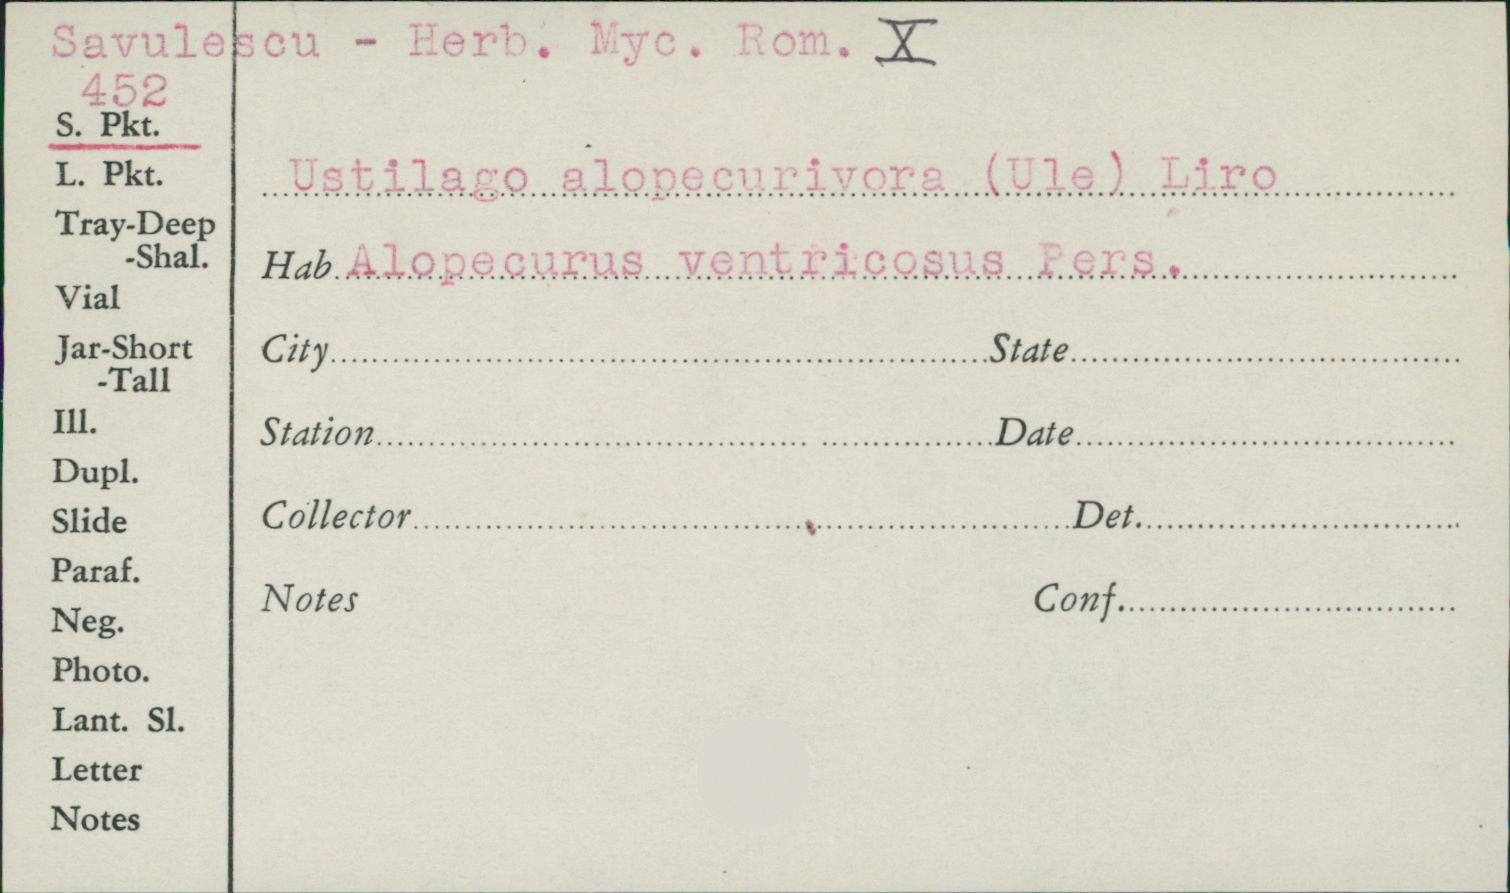 Savulescu - Herb. Myc. Rom. X
452
S. Pkt.
L. Pkt.
Tray-Deep
-Shal.
Vial
Jar-Short
-Tall
Ill.
Dupl.
Slide
Paraf.
Neg.
Photo.
Lant. Sl.
Letter
Notes
Ustilago alopecurivora (Ule) Liro
Hab Alopecurus ventricosus Pers.
City State
Station Date
Collector Det.
Notes Conf.